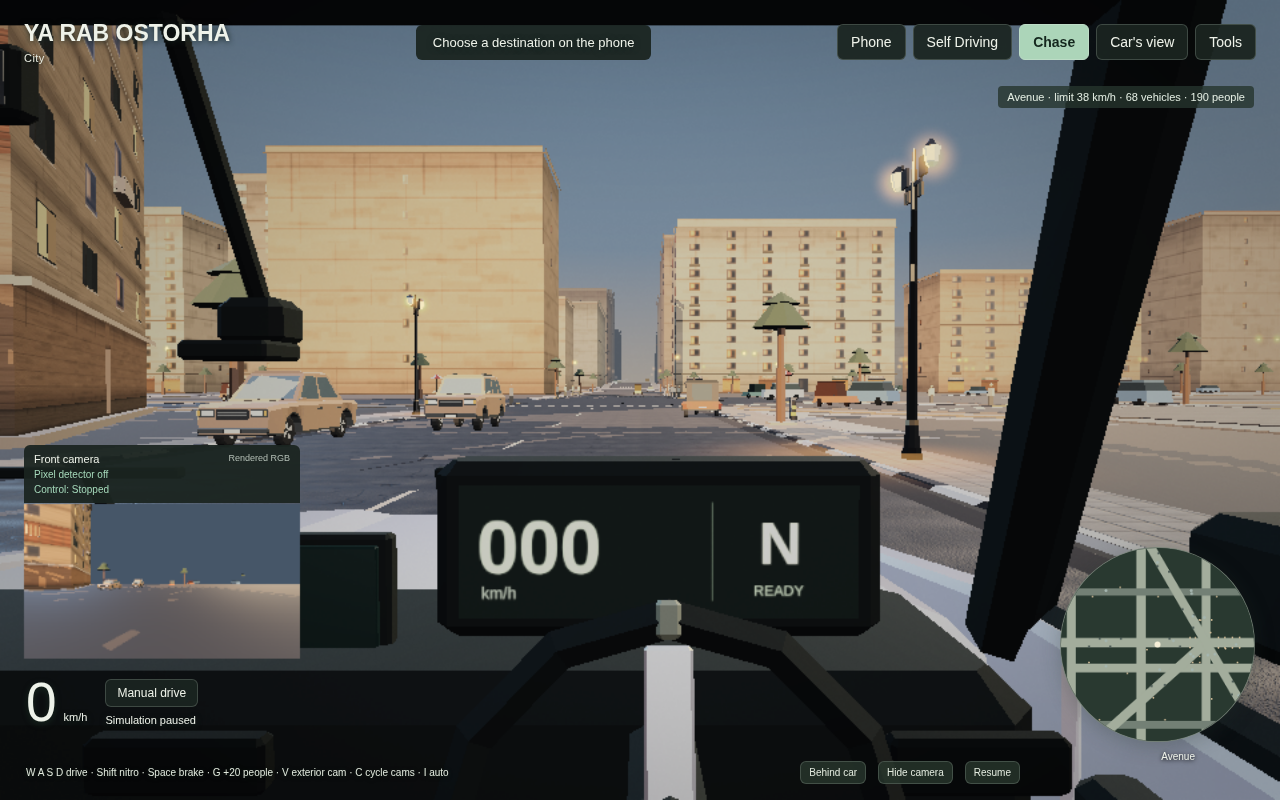 YA RAB OSTORHA
City
Choose a destination on the phone
Phone
Self Driving
Chase
Car's view
Tools
Avenue · limit 38 km/h · 68 vehicles · 190 people
Front camera
Rendered RGB
Pixel detector off
Control: Stopped
000
km/h
N
READY
0 km/h
Manual drive
Simulation paused
Avenue
W A S D drive · Shift nitro · Space brake · G +20 people · V exterior cam · C cycle cams · I auto
Behind car
Hide camera
Resume